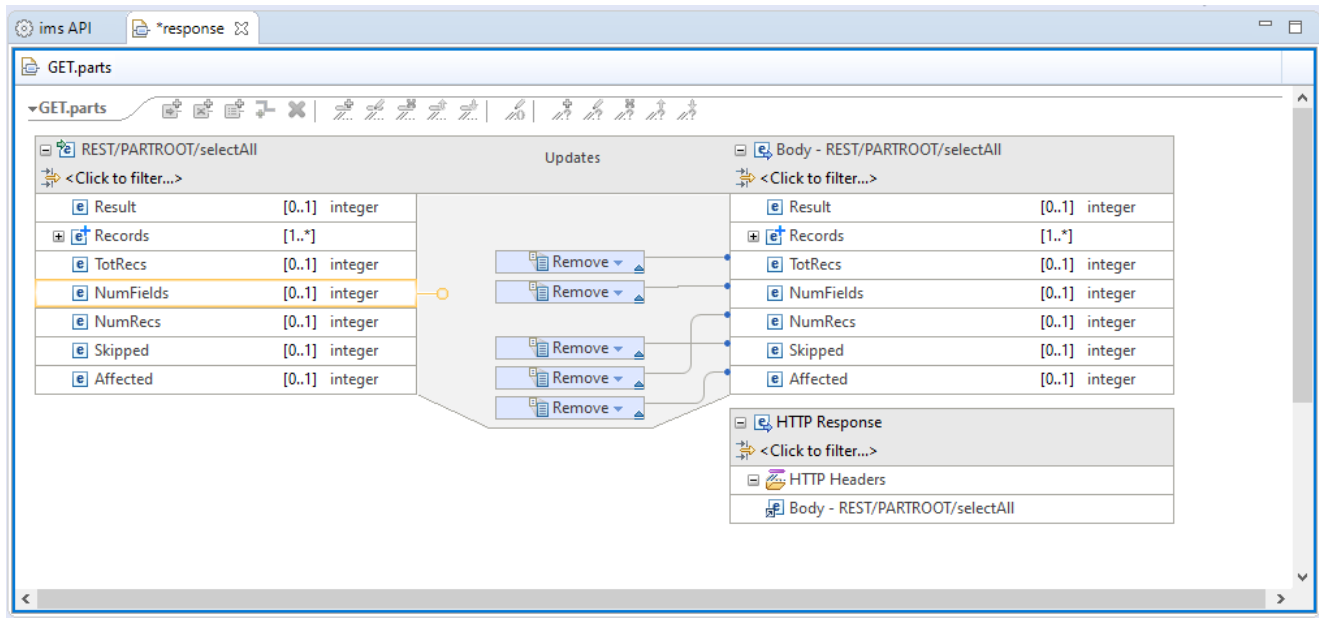 ims API
*response
GET.parts
GET.parts
REST/PARTROOT/selectAll
<Click to filter...>
Result [0..1] integer
Records [1..*]
TotRecs [0..1] integer
NumFields [0..1] integer
NumRecs [0..1] integer
Skipped [0..1] integer
Affected [0..1] integer
Updates
Remove
Remove
Remove
Remove
Remove
Body - REST/PARTROOT/selectAll
<Click to filter...>
Result [0..1] integer
Records [1..*]
TotRecs [0..1] integer
NumFields [0..1] integer
NumRecs [0..1] integer
Skipped [0..1] integer
Affected [0..1] integer
HTTP Response
<Click to filter...>
HTTP Headers
Body - REST/PARTROOT/selectAll